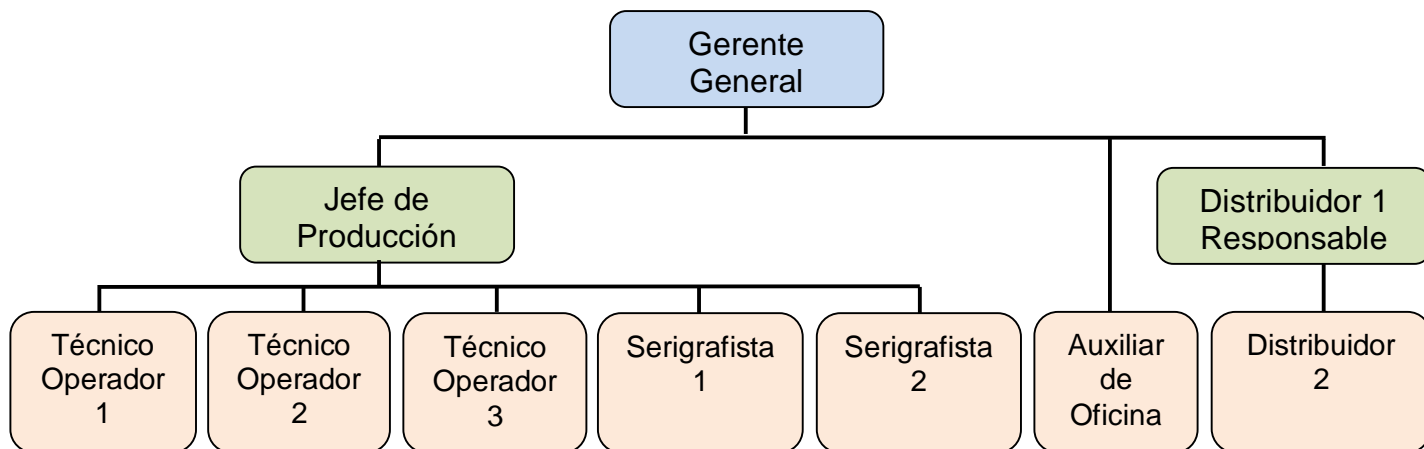 Gerente
General
Jefe de
Producción
Distribuidor 1
Responsable
Técnico
Operador
1
Técnico
Operador
2
Técnico
Operador
3
Serigrafista
1
Serigrafista
2
Auxiliar
de
Oficina
Distribuidor
2